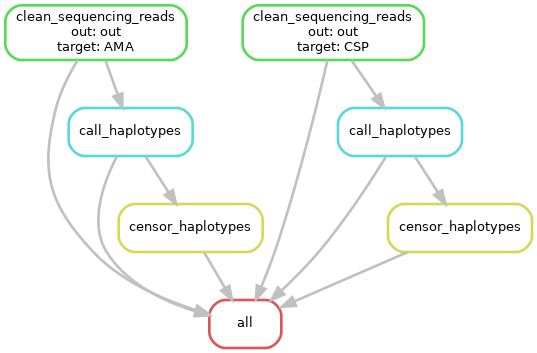 clean_sequencing_reads
out: out
target: AMA
clean_sequencing_reads
out: out
target: CSP
call_haplotypes
call_haplotypes
censor_haplotypes
censor_haplotypes
all